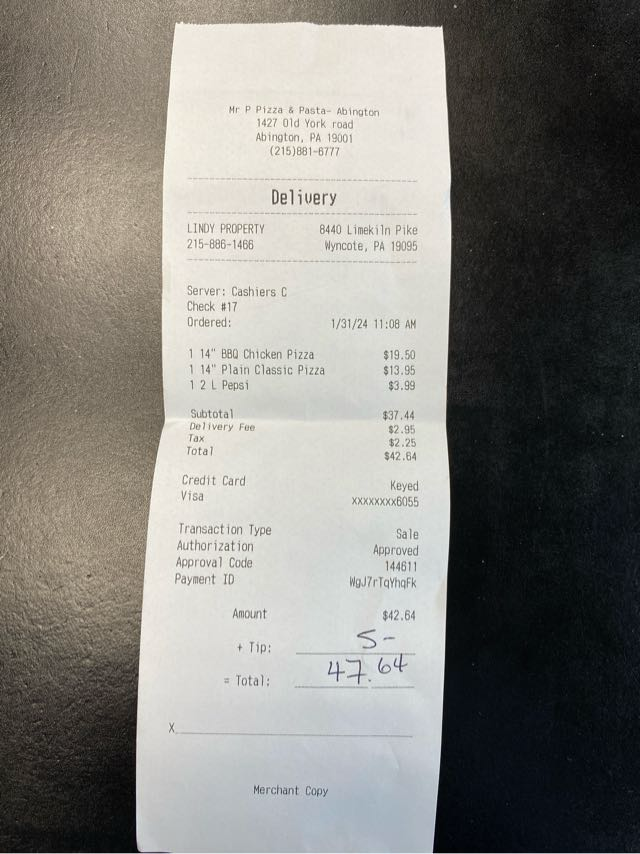 Mr P Pizza & Pasta- Abington
1427 Old York road
Abington, PA 19001
(215)881-6777
Delivery
LINDY PROPERTY 8440 Limekiln Pike
215-886-1466 Wyncote, PA 19095
Server: Cashiers C
Check #17
Ordered: 1/31/24 11:08 AM
1 14" BBQ Chicken Pizza $19.50
1 14" Plain Classic Pizza $13.95
1 2 L Pepsi $3.99
Subtotal $37.44
Delivery Fee $2.95
Tax $2.25
Total $42.64
Credit Card Keyed
Visa XXXXXXXX6055
Transaction Type Sale
Authorization Approved
Approval Code 144611
Payment ID WgJ7rTqYhqFk
Amount $42.64
+ Tip: 5-
= Total: 47.64
X
Merchant Copy